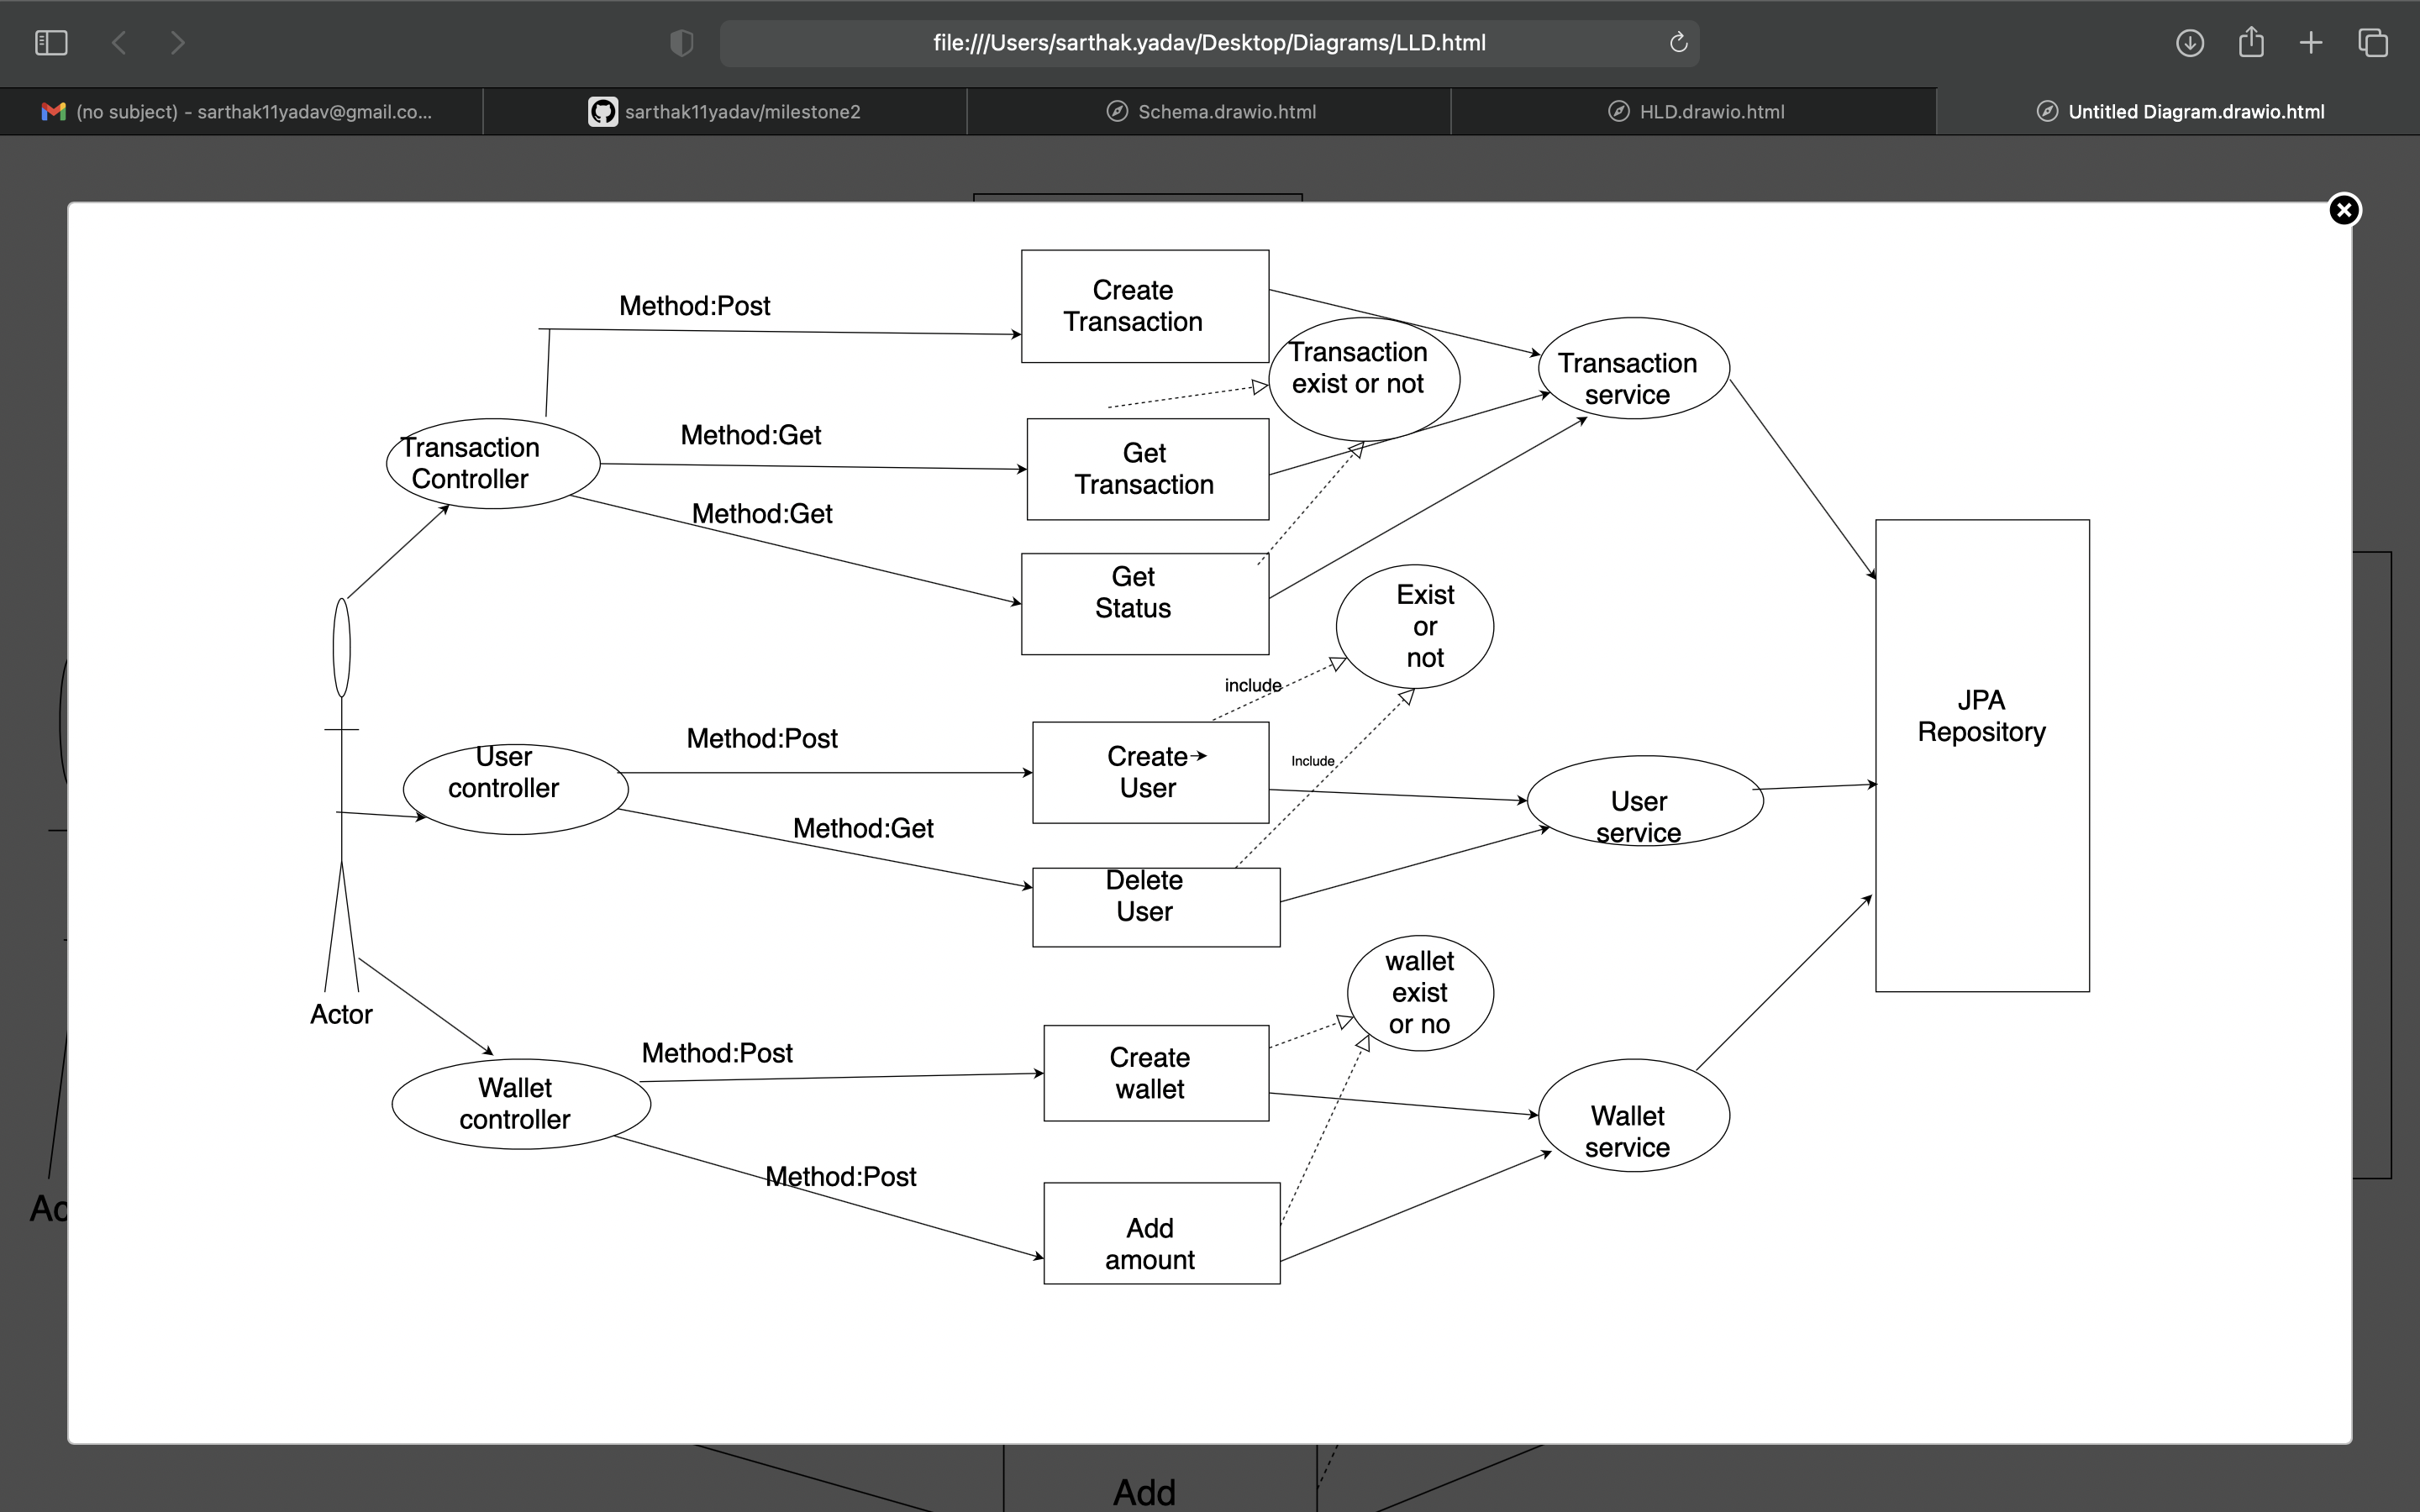 file:///Users/sarthak.yadav/Desktop/Diagrams/LLD.html
(no subject) - sarthak11yadav@gmail.co...
sarthak11yadav/milestone2
Schema.drawio.html
HLD.drawio.html
Untitled Diagram.drawio.html
Method:Post
Create
Transaction
Transaction
exist or not
Transaction
service
Transaction
Controller
Method:Get
Get
Transaction
Method:Get
Get
Status
Exist
or
not
include
JPA
Repository
User
controller
Method:Post
Create
User
Include
User
service
Method:Get
Delete
User
wallet
exist
or no
Actor
Method:Post
Create
wallet
Wallet
controller
Wallet
service
Method:Post
Add
amount
Ac
Add